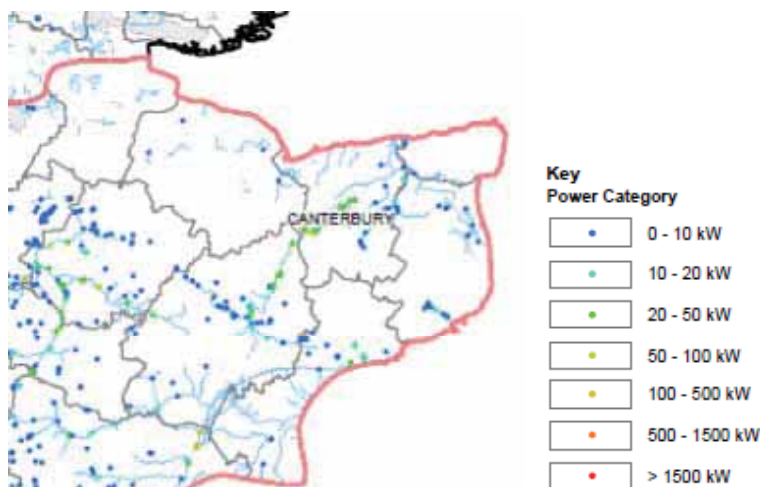 CANTERBURY
Key
Power Category
0 - 10 kW
10 - 20 kW
20 - 50 kW
50 - 100 kW
100 - 500 kW
500 - 1500 kW
> 1500 kW